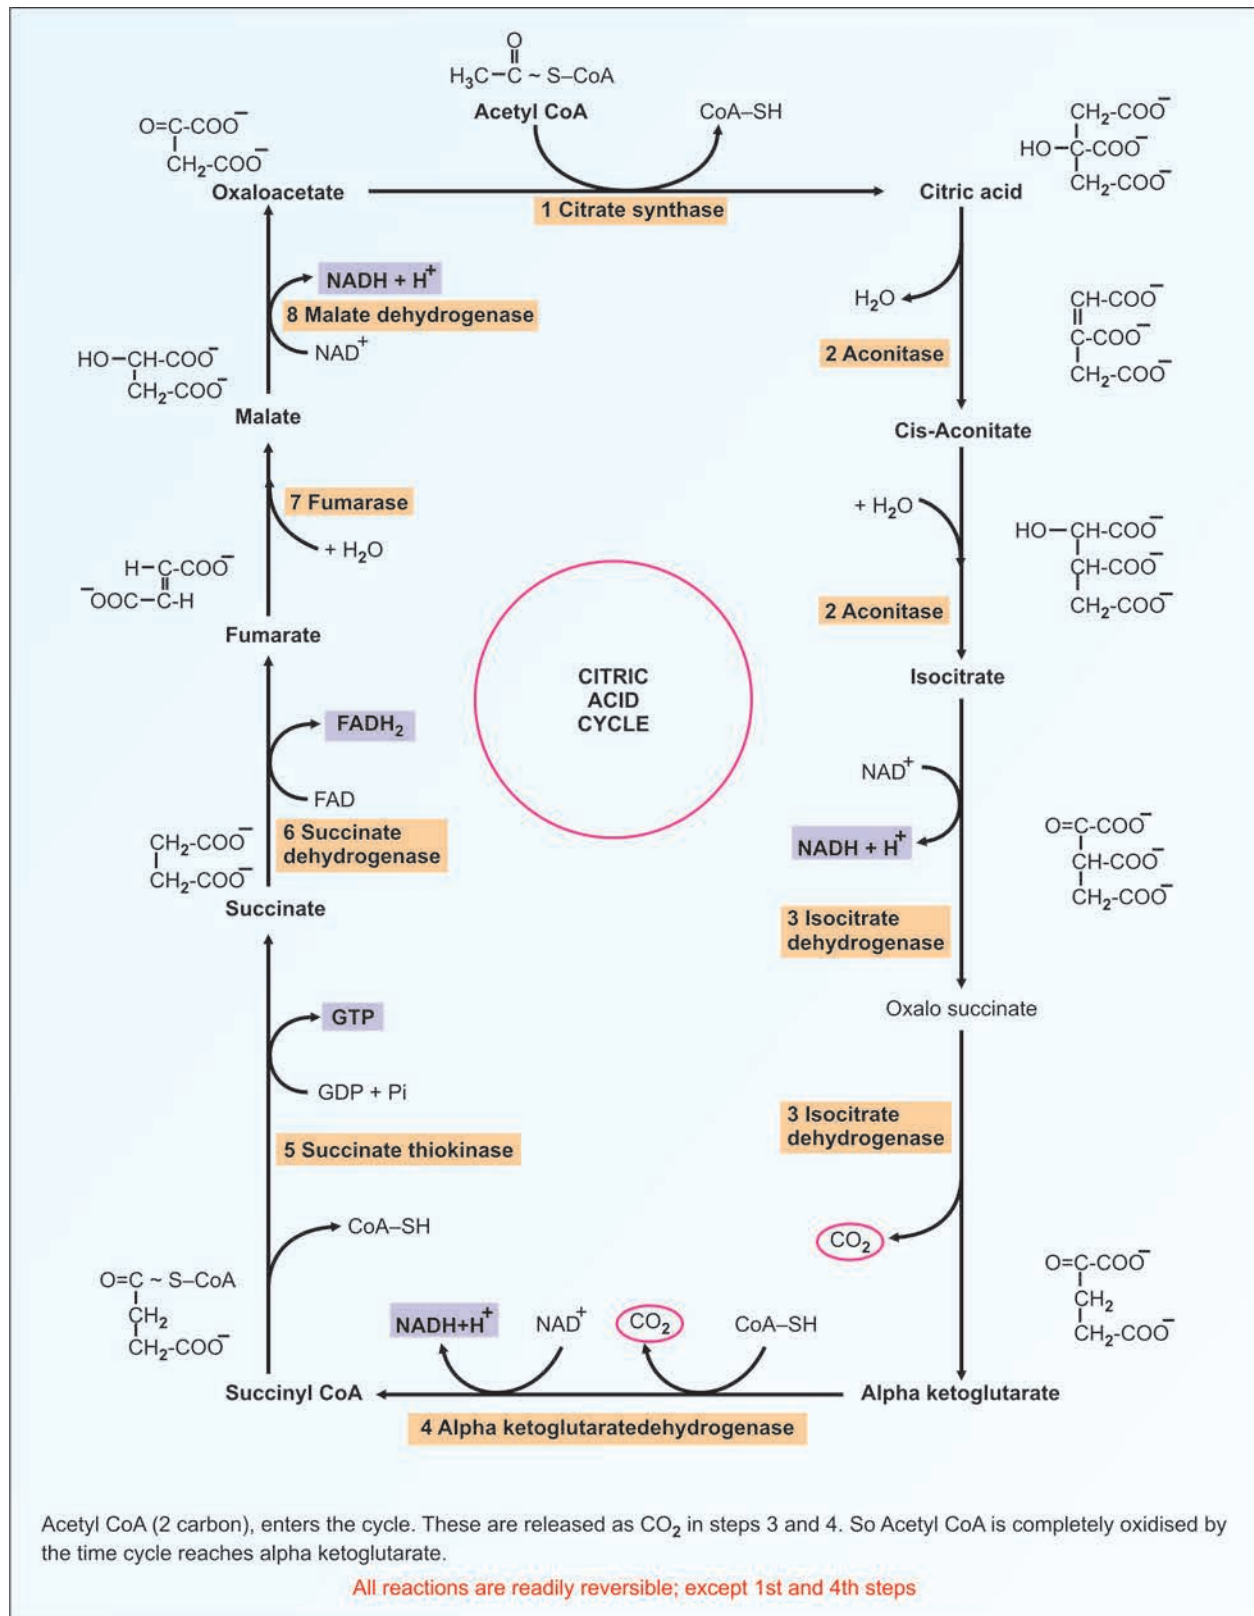 O
H₃C–C ~ S–CoA
Acetyl CoA
CoA–SH
O=C-COO⁻
CH₂-COO⁻
Oxaloacetate
1 Citrate synthase
Citric acid
CH₂–COO⁻
HO–C-COO⁻
CH₂-COO⁻
H₂O
2 Aconitase
CH-COO⁻
C-COO⁻
CH₂-COO⁻
Cis-Aconitate
+ H₂O
2 Aconitase
HO–CH-COO⁻
CH-COO⁻
CH₂-COO⁻
Isocitrate
NAD⁺
NADH + H⁺
3 Isocitrate
dehydrogenase
O=C-COO⁻
CH-COO⁻
CH₂-COO⁻
Oxalo succinate
3 Isocitrate
dehydrogenase
CO₂
O=C-COO⁻
CH₂
CH₂-COO⁻
Alpha ketoglutarate
CoA–SH
CO₂
NAD⁺
NADH+H⁺
4 Alpha ketoglutaratedehydrogenase
Succinyl CoA
O=C ~ S–CoA
CH₂
CH₂-COO⁻
CoA–SH
5 Succinate thiokinase
GDP + Pi
GTP
Succinate
CH₂-COO⁻
CH₂-COO⁻
6 Succinate
dehydrogenase
FAD
FADH₂
Fumarate
H–C-COO⁻
⁻OOC–C-H
+ H₂O
7 Fumarase
Malate
HO–CH-COO⁻
CH₂-COO⁻
NAD⁺
8 Malate dehydrogenase
NADH + H⁺
CITRIC
ACID
CYCLE
Acetyl CoA (2 carbon), enters the cycle. These are released as CO₂ in steps 3 and 4. So Acetyl CoA is completely oxidised by
the time cycle reaches alpha ketoglutarate.
All reactions are readily reversible; except 1st and 4th steps